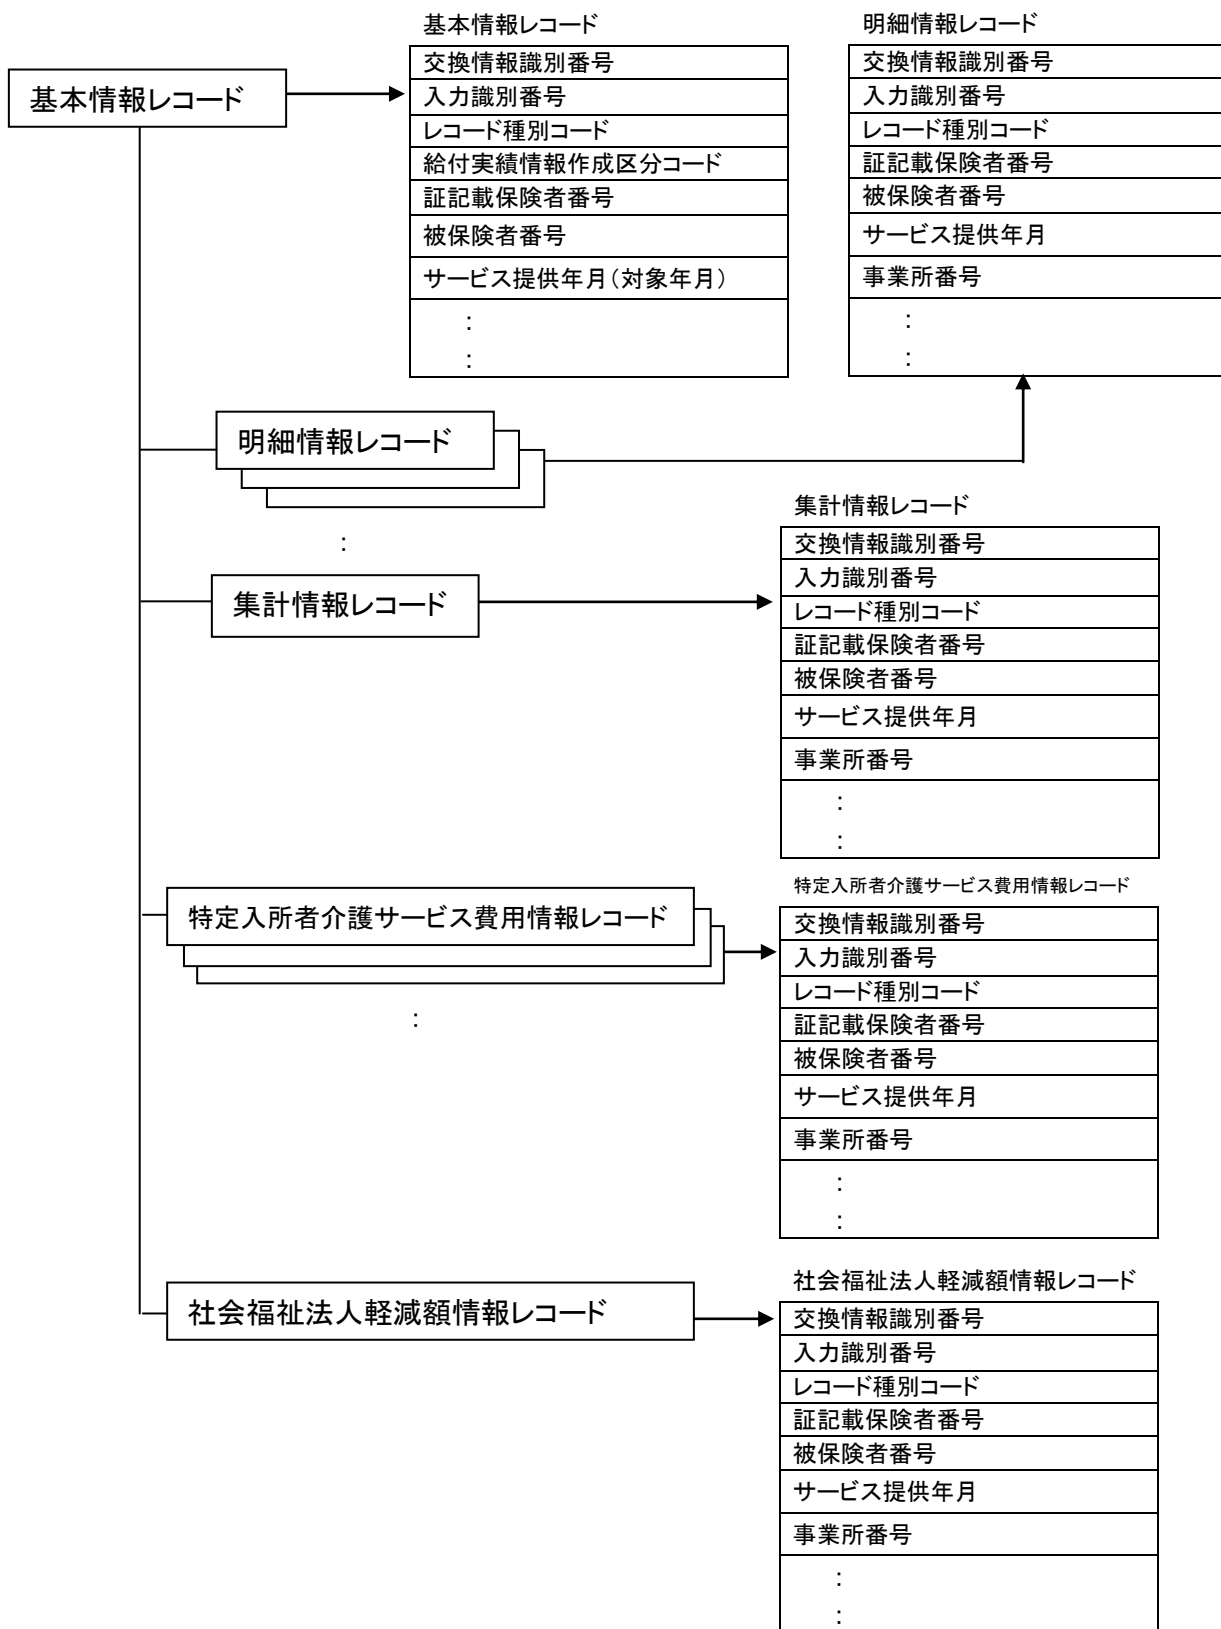 基本情報レコード
基本情報レコード
交換情報識別番号
入力識別番号
レコード種別コード
給付実績情報作成区分コード
証記載保険者番号
被保険者番号
サービス提供年月(対象年月)
:
:
明細情報レコード
交換情報識別番号
入力識別番号
レコード種別コード
証記載保険者番号
被保険者番号
サービス提供年月
事業所番号
:
:
明細情報レコード
:
集計情報レコード
集計情報レコード
交換情報識別番号
入力識別番号
レコード種別コード
証記載保険者番号
被保険者番号
サービス提供年月
事業所番号
:
:
特定入所者介護サービス費用情報レコード
:
特定入所者介護サービス費用情報レコード
交換情報識別番号
入力識別番号
レコード種別コード
証記載保険者番号
被保険者番号
サービス提供年月
事業所番号
:
:
社会福祉法人軽減額情報レコード
社会福祉法人軽減額情報レコード
交換情報識別番号
入力識別番号
レコード種別コード
証記載保険者番号
被保険者番号
サービス提供年月
事業所番号
:
: